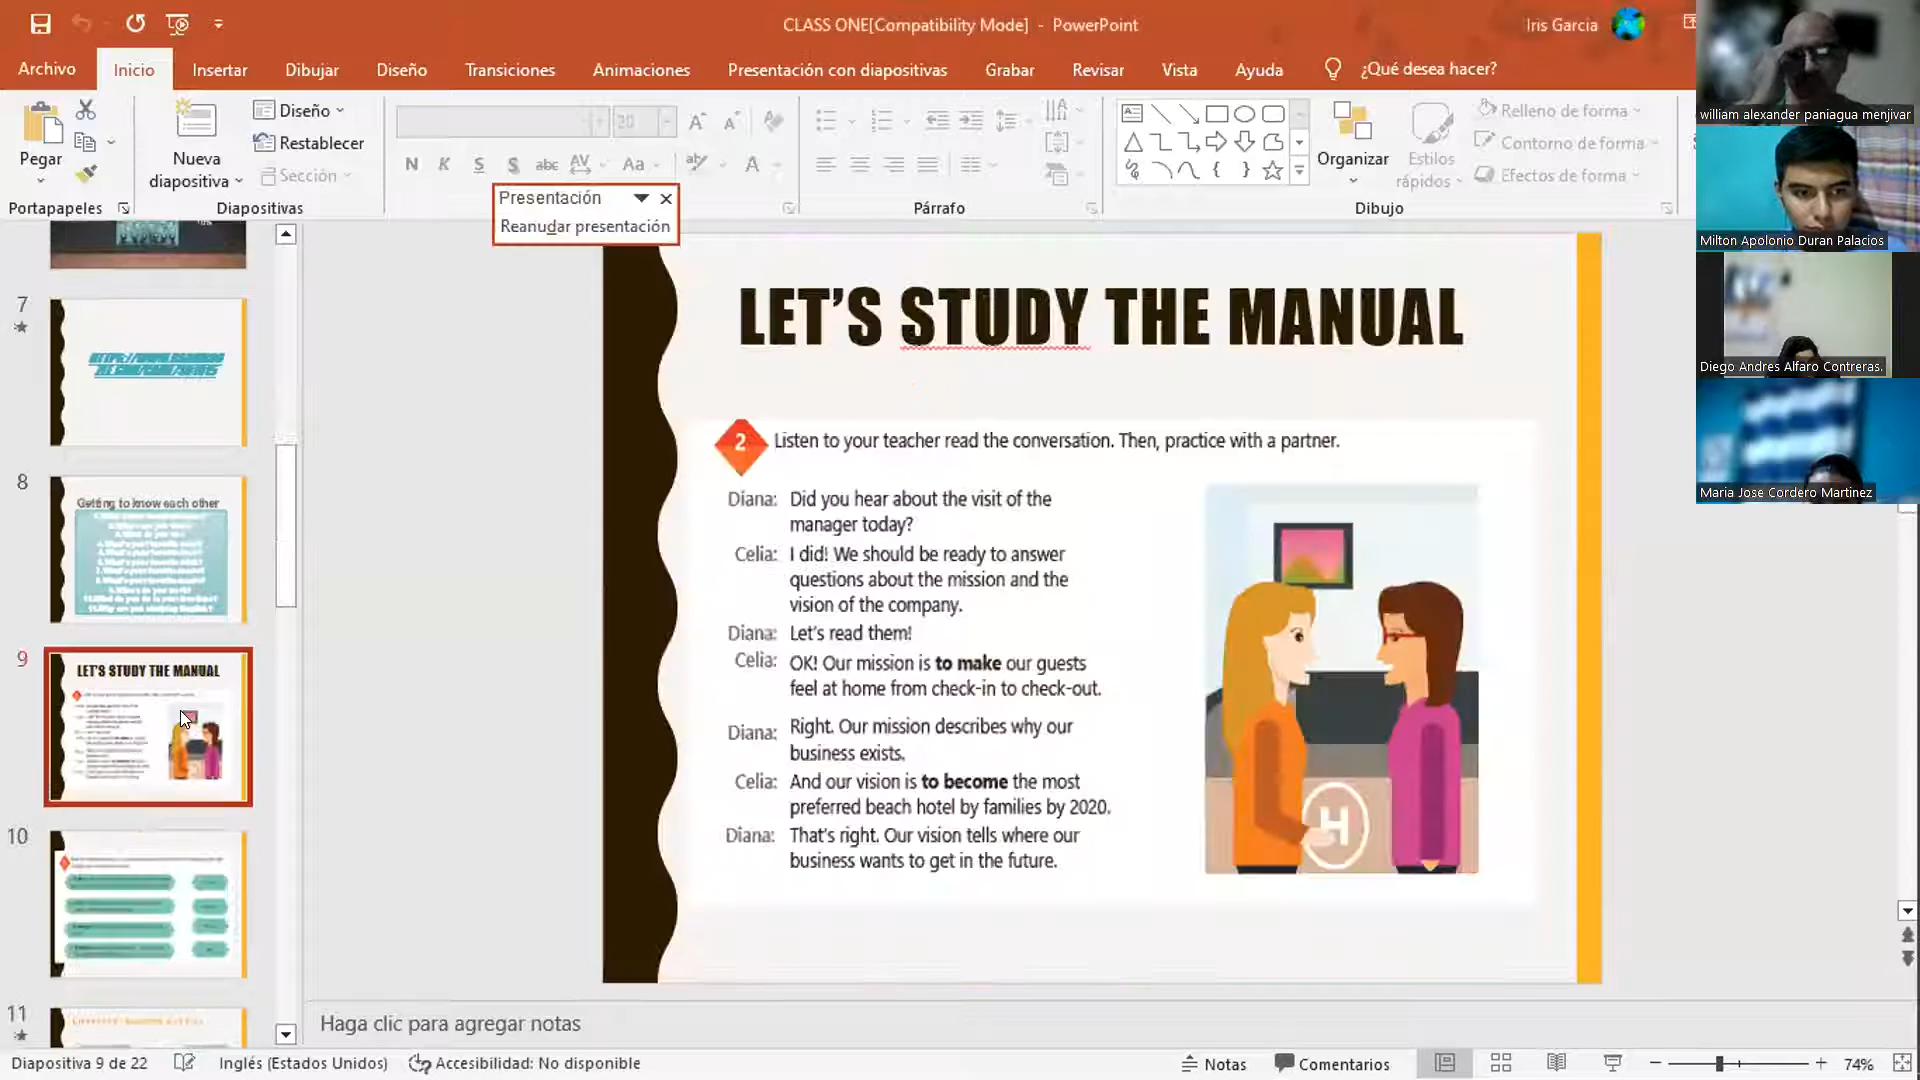 CLASS ONE[Compatibility Mode] - PowerPoint
Iris Garcia
Archivo Inicio Insertar Dibujar Diseño Transiciones Animaciones Presentación con diapositivas Grabar Revisar Vista Ayuda ¿Qué desea hacer?
Pegar
Nueva diapositiva
Diseño
Restablecer
Sección
20
N K S S abc AV Aa A
Organizar
Estilos rápidos
Relleno de forma
Contorno de forma
Efectos de forma
Portapapeles Diapositivas Párrafo Dibujo
Presentación
Reanudar presentación
william alexander paniagua menjivar
Milton Apolonio Duran Palacios
Diego Andres Alfaro Contreras.
Maria Jose Cordero Martinez
7
8
Getting to know each other
9
LET'S STUDY THE MANUAL
10
11
LET'S STUDY THE MANUAL
2 Listen to your teacher read the conversation. Then, practice with a partner.
Diana: Did you hear about the visit of the
manager today?
Celia: I did! We should be ready to answer
questions about the mission and the
vision of the company.
Diana: Let's read them!
Celia: OK! Our mission is to make our guests
feel at home from check-in to check-out.
Diana: Right. Our mission describes why our
business exists.
Celia: And our vision is to become the most
preferred beach hotel by families by 2020.
Diana: That's right. Our vision tells where our
business wants to get in the future.
H
Haga clic para agregar notas
Diapositiva 9 de 22 Inglés (Estados Unidos) Accesibilidad: No disponible Notas Comentarios 74%